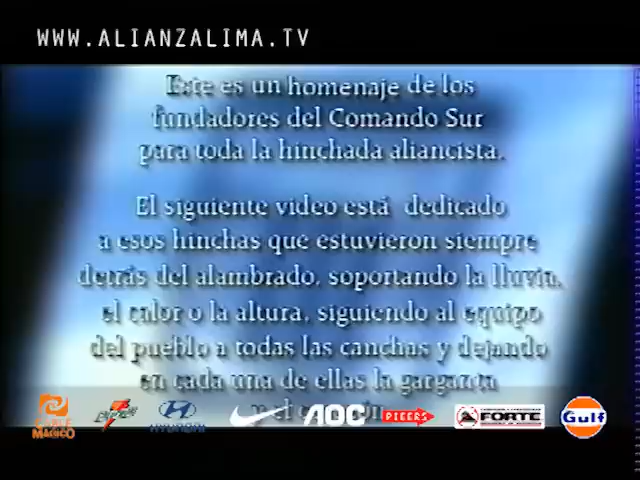 WWW.ALIANZALIMA.TV
Este es un homenaje de los
fundadores del Comando Sur
para toda la hinchada aliancista.
El siguiente video está dedicado
a esos hinchas que estuvieron siempre
detrás del alambrado, soportando la lluvia,
el calor o la altura, siguiendo al equipo
del pueblo a todas las canchas y dejando
en cada una de ellas la garganta
CABLE MÁGICO
HYUNDAI
AOC
PIEERS
FORTE
Gulf